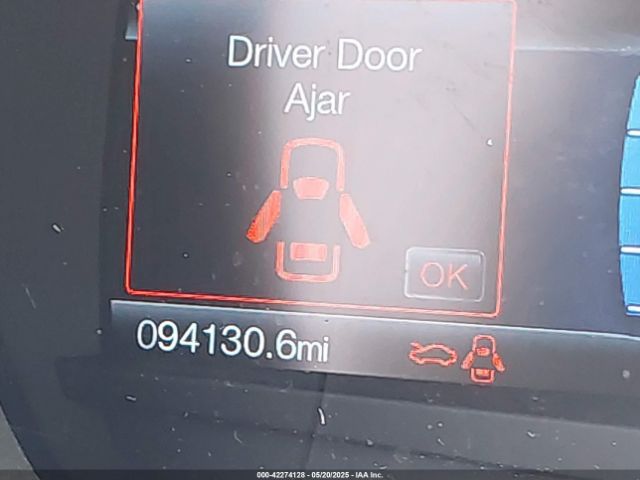 Driver Door
Ajar
OK
094130.6mi
000-42274128 - 05/20/2025 - IAA Inc.